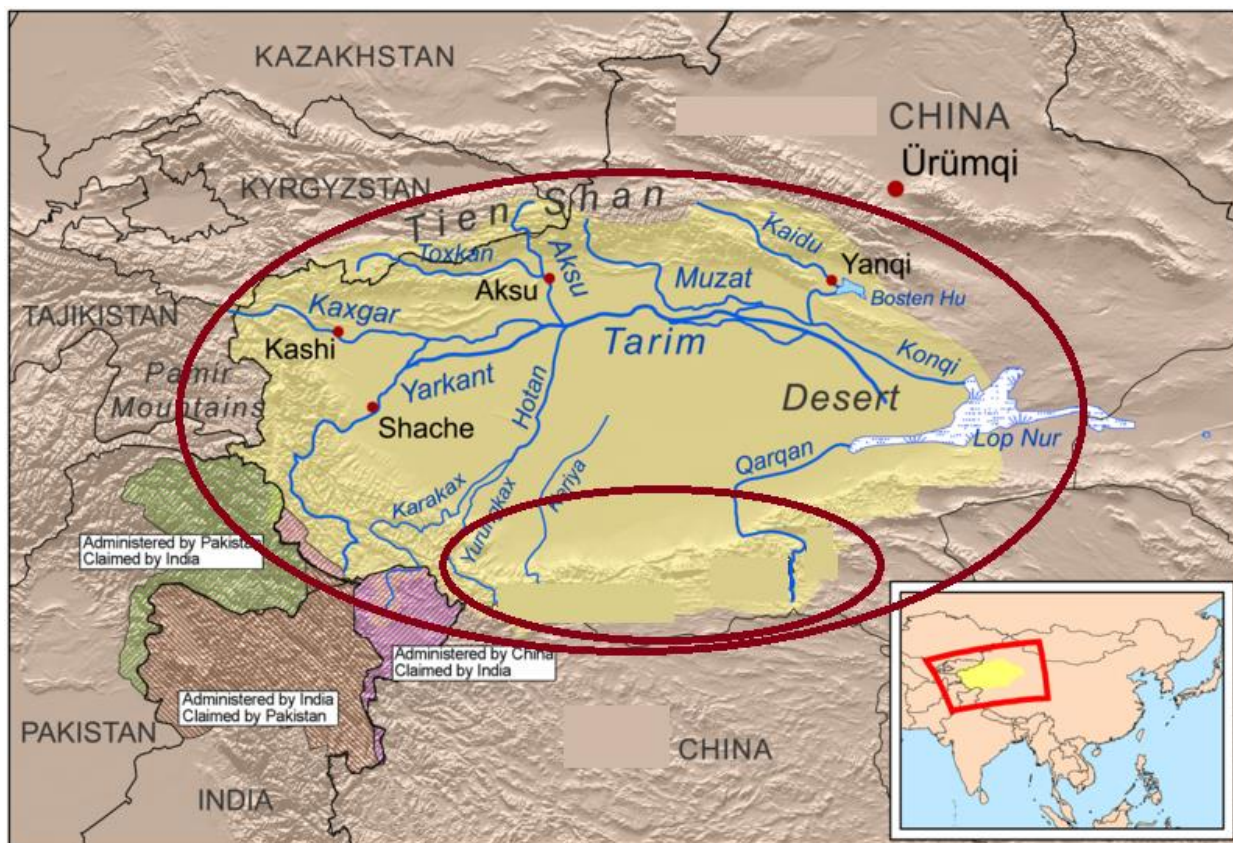 KAZAKHSTAN
CHINA
Ürümqi
KYRGYZSTAN
Tien Shan
Toxkan
Aksu
Aksu
Kaidu
Yanqi
Muzat
Bosten Hu
TAJIKISTAN
Kaxgar
Kashi
Tarim
Konqi
Pamir
Mountains
Yarkant
Hotan
Desert
Shache
Lop Nur
Qarqan
Karakax
Yurungkax
Keriya
Administered by Pakistan
Claimed by India
Administered by China
Claimed by India
Administered by India
Claimed by Pakistan
PAKISTAN
CHINA
INDIA